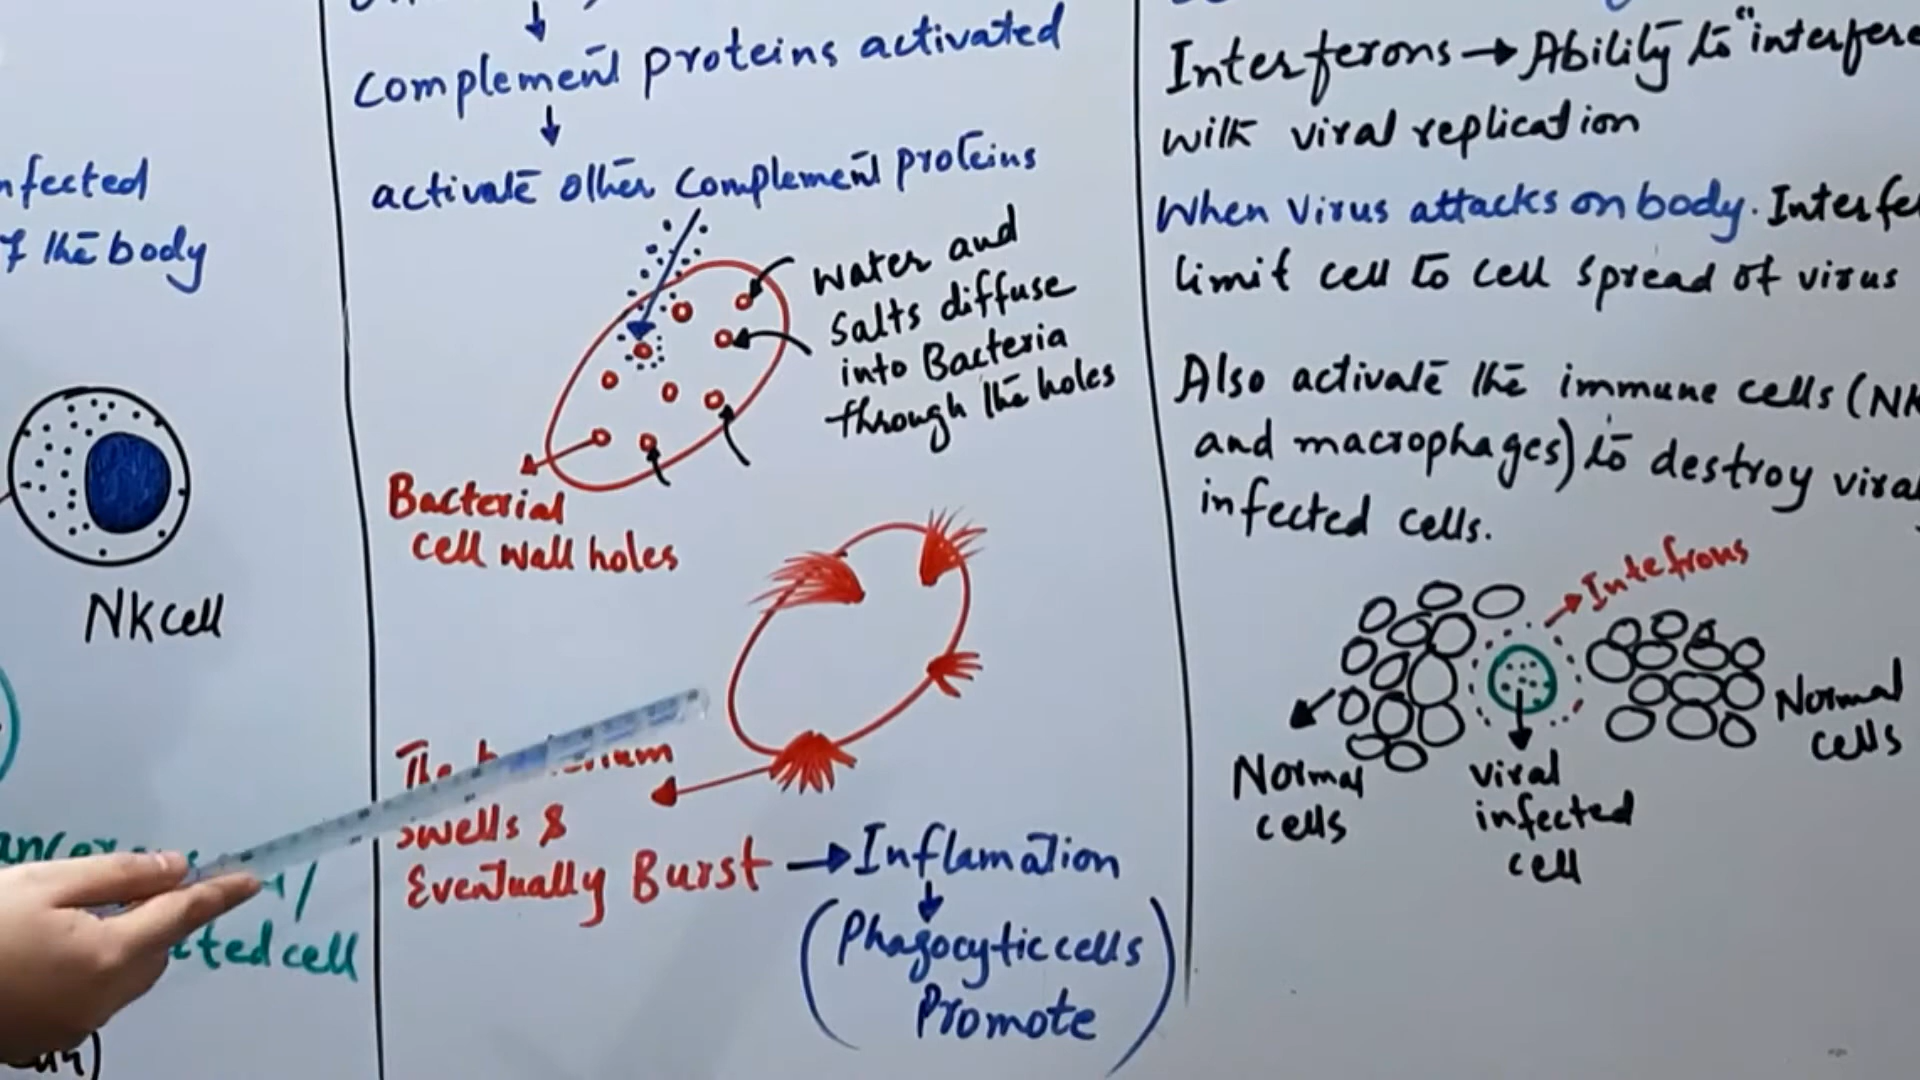 nfected
f the body
NK cell
cted cell
Complement proteins activated
activate other complement proteins
water and
salts diffuse
into Bacteria
through the holes
Bacterial
cell wall holes
The
swells &
Eventually Burst → Inflamation
(Phagocytic cells
Promote)
Interferons → Ability to "interfere
with viral replication
When Virus attacks on body. Interfe
limit cell to cell spread of virus
Also activate the immune cells (NK
and macrophages) to destroy viral
infected cells.
Intefrons
Normal
cells
viral
infected
cell
Normal
cells